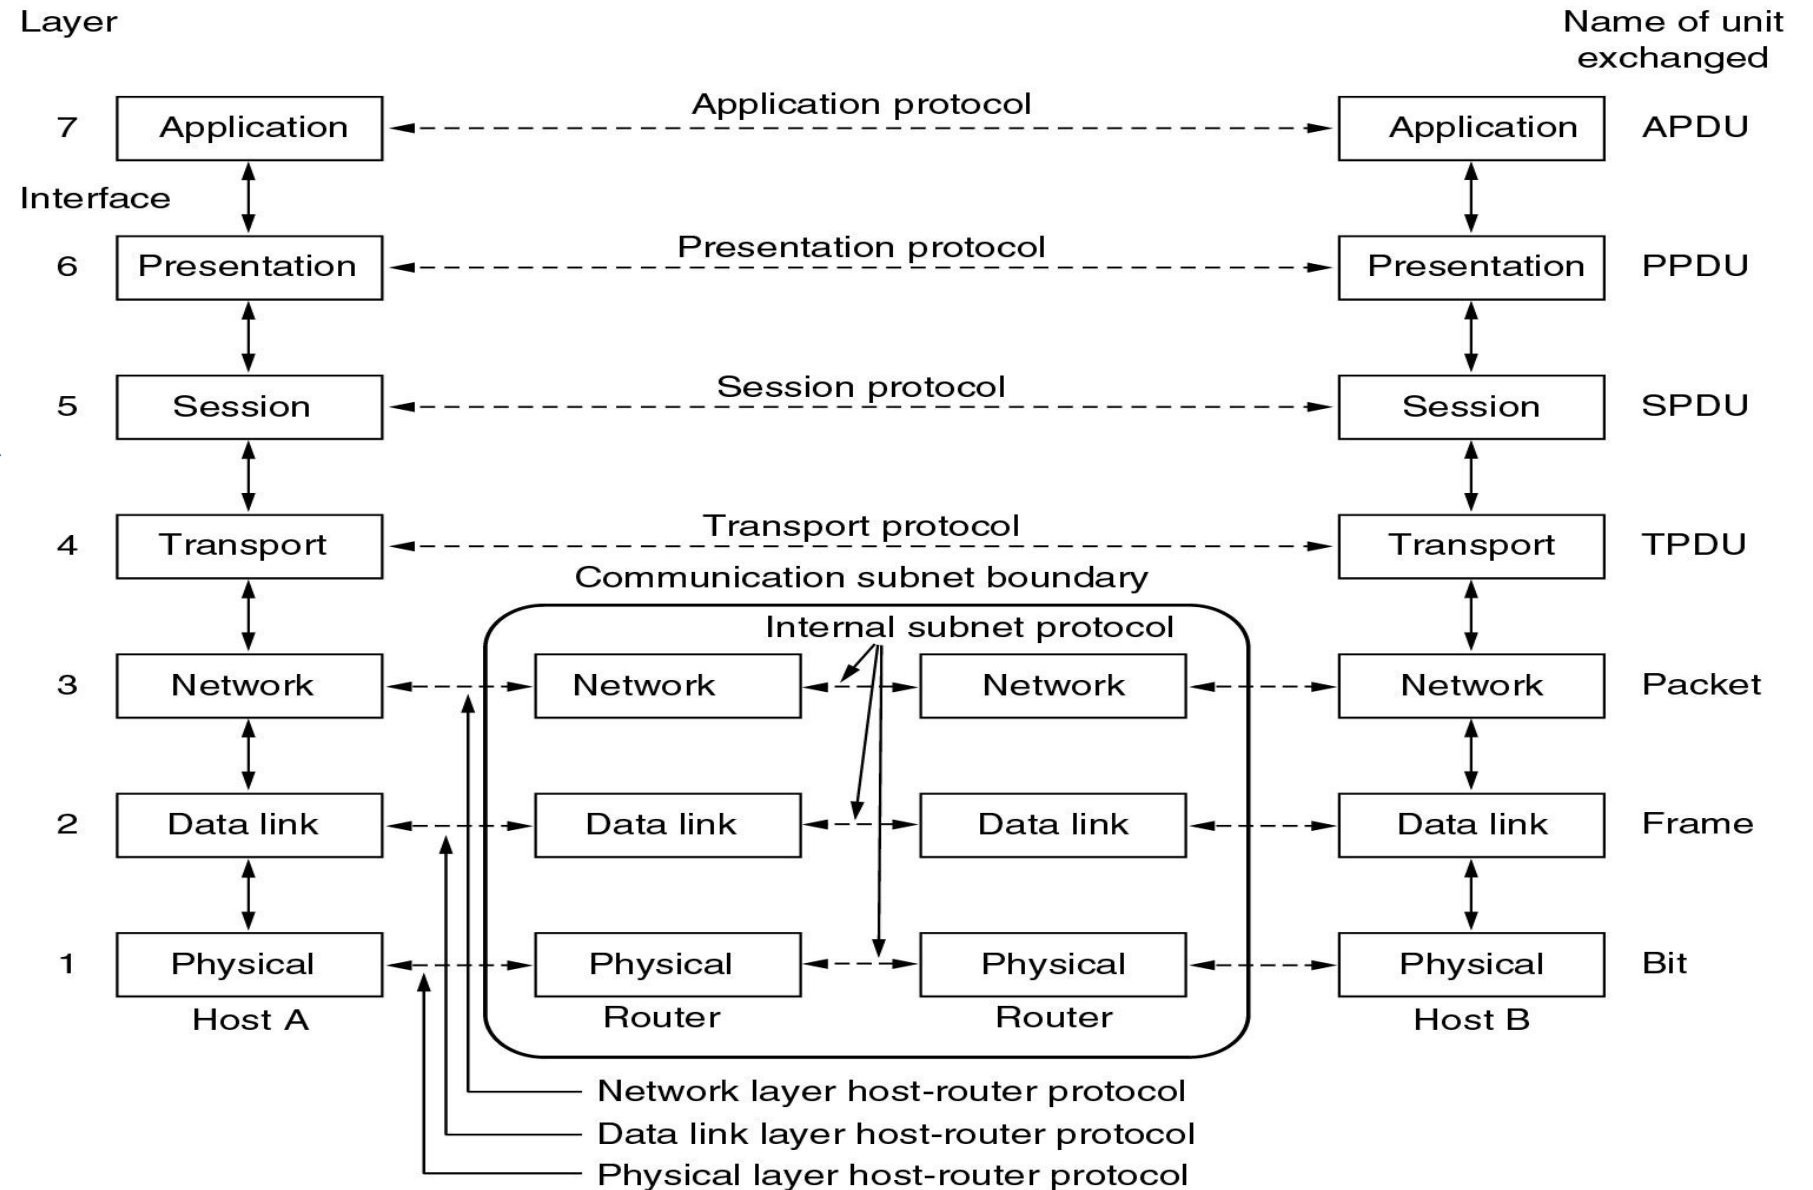 Layer
Name of unit
exchanged
Application protocol
7 Application Application APDU
Interface
Presentation protocol
6 Presentation Presentation PPDU
Session protocol
5 Session Session SPDU
Transport protocol
4 Transport Transport TPDU
Communication subnet boundary
Internal subnet protocol
3 Network Network Network Network Packet
2 Data link Data link Data link Data link Frame
1 Physical Physical Physical Physical Bit
Host A Router Router Host B
Network layer host-router protocol
Data link layer host-router protocol
Physical layer host-router protocol